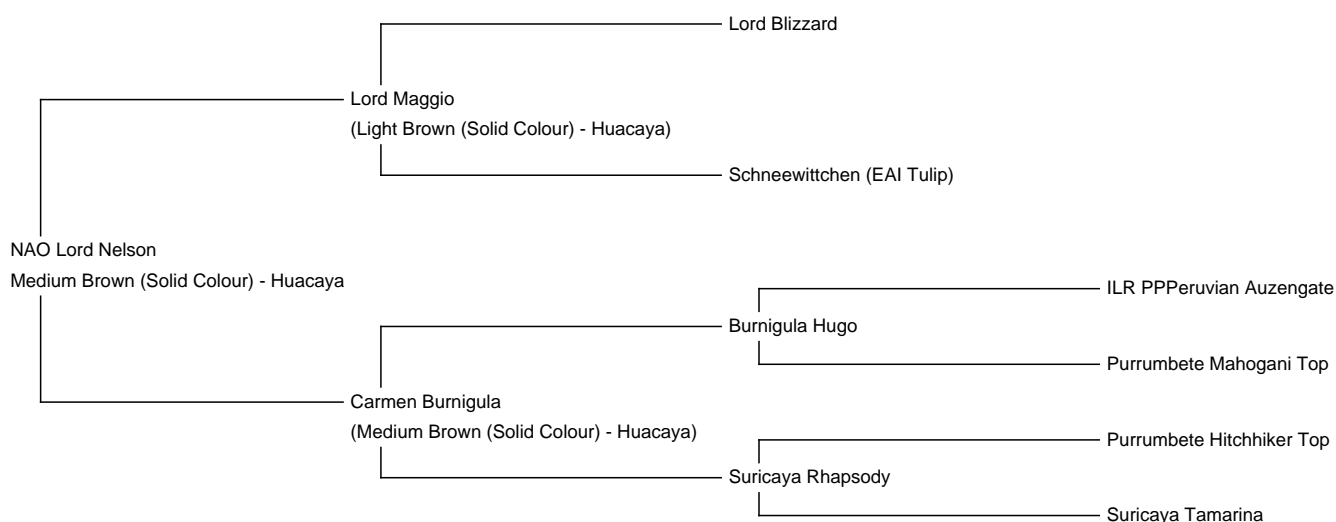 Lord Blizzard
Lord Maggio
(Light Brown (Solid Colour) - Huacaya)
Schneewittchen (EAI Tulip)
NAO Lord Nelson
Medium Brown (Solid Colour) - Huacaya
ILR PPPeruvian Auzengate
Burnigula Hugo
Purrumbete Mahogani Top
Carmen Burnigula
(Medium Brown (Solid Colour) - Huacaya)
Purrumbete Hitchhiker Top
Suricaya Rhapsody
Suricaya Tamarina